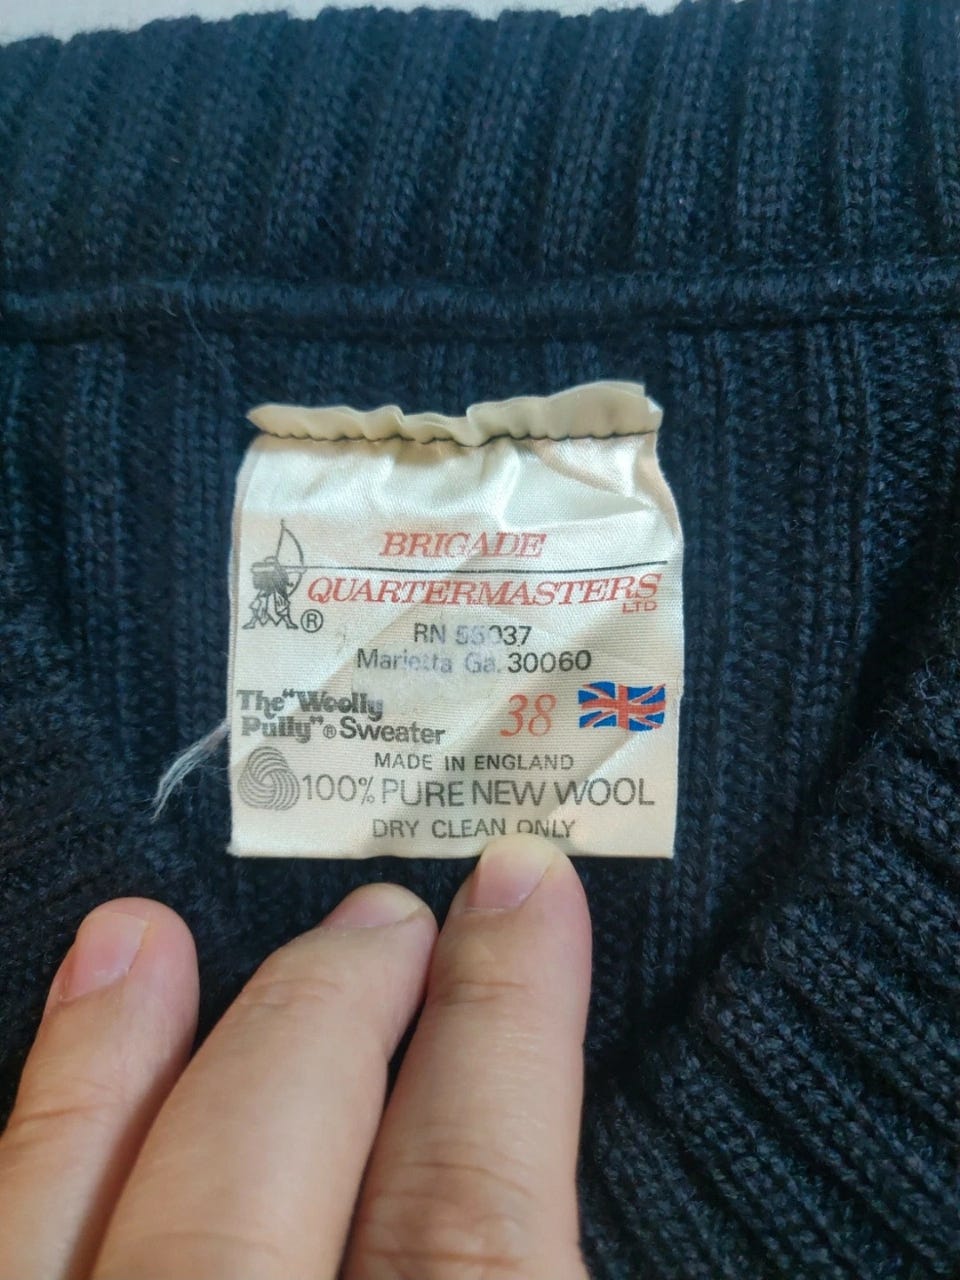 BRIGADE
QUARTERMASTERS
LTD
®
RN 55037
Marietta Ga. 30060
The "Woolly
Pully"® Sweater
38
MADE IN ENGLAND
100% PURE NEW WOOL
DRY CLEAN ONLY